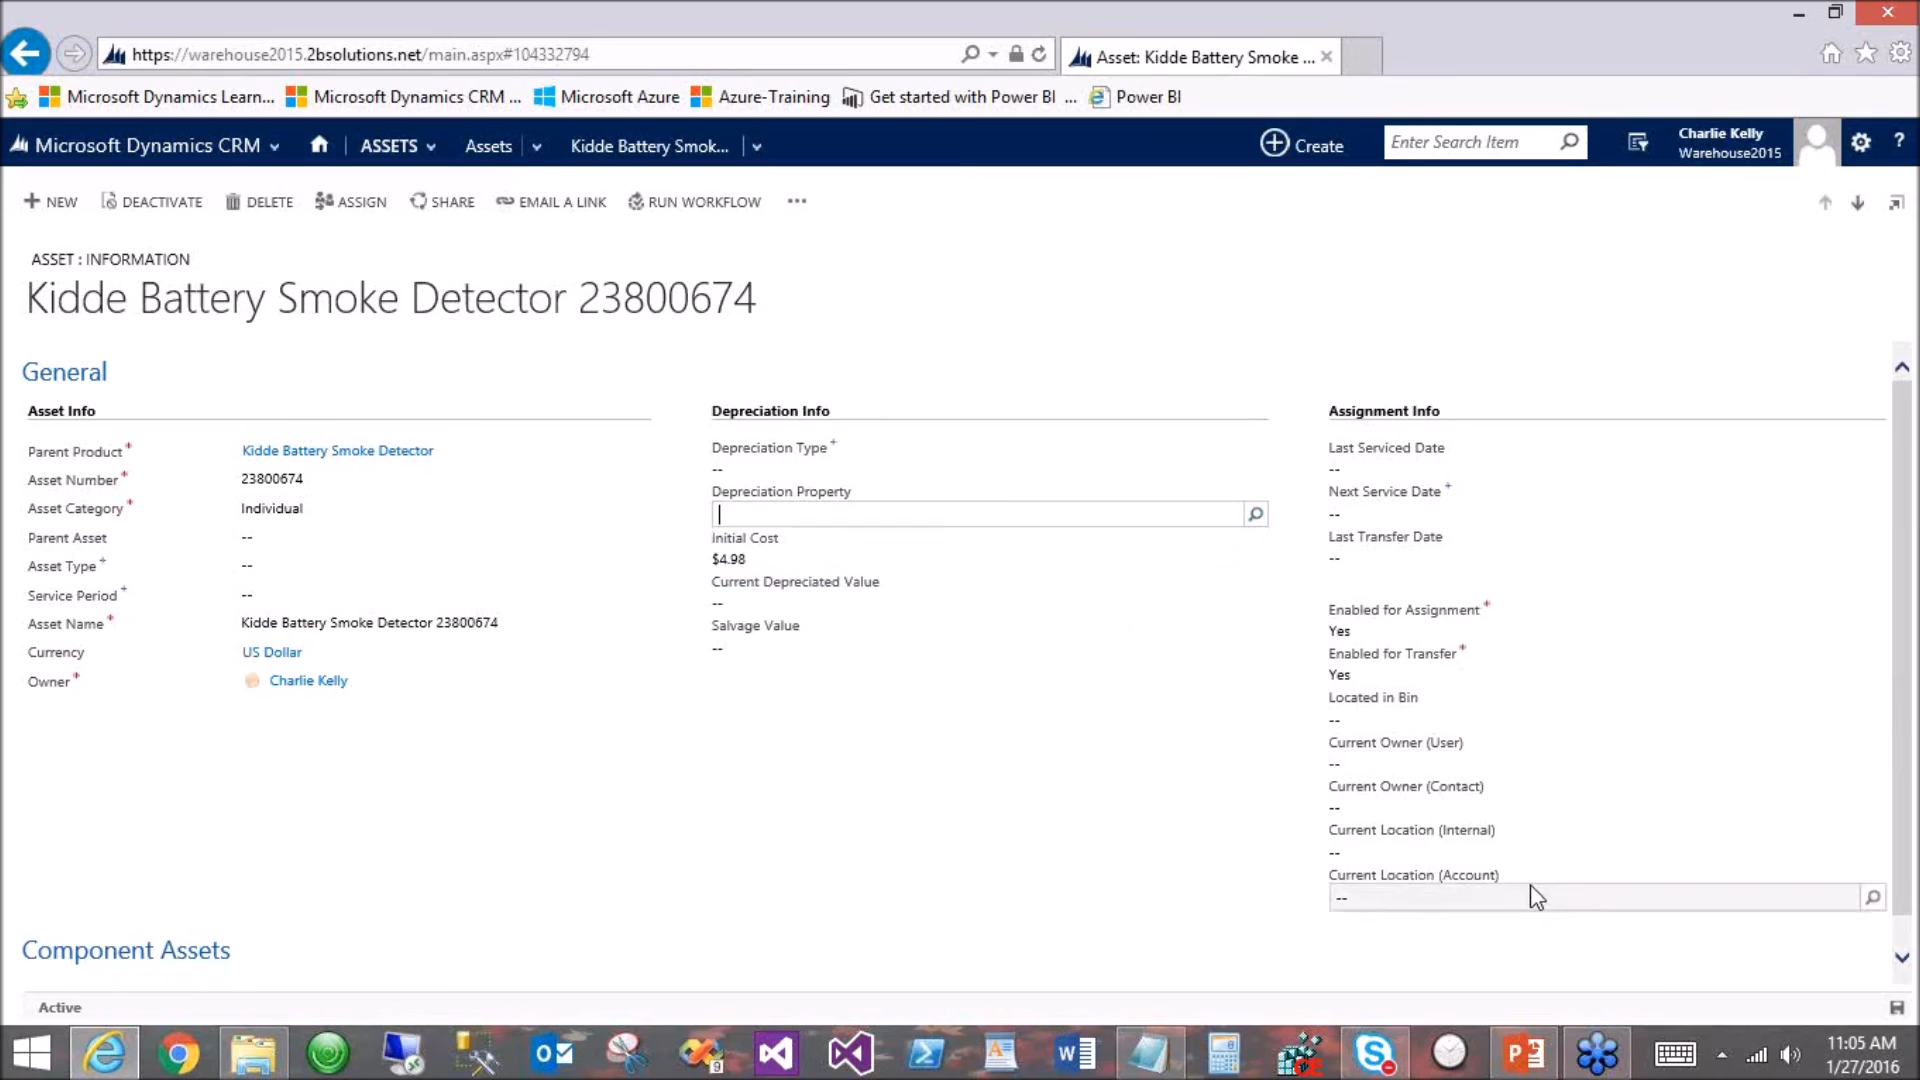 https://warehouse2015.2bsolutions.net/main.aspx#104332794
Asset: Kidde Battery Smoke ...
Microsoft Dynamics Learn...
Microsoft Dynamics CRM ...
Microsoft Azure
Azure-Training
Get started with Power BI ...
Power BI
Microsoft Dynamics CRM
ASSETS
Assets
Kidde Battery Smok...
Create
Enter Search Item
Charlie Kelly
Warehouse2015
?
NEW
DEACTIVATE
DELETE
ASSIGN
SHARE
EMAIL A LINK
RUN WORKFLOW
...
ASSET : INFORMATION
Kidde Battery Smoke Detector 23800674
General
Asset Info
Parent Product * Kidde Battery Smoke Detector
Asset Number * 23800674
Asset Category * Individual
Parent Asset --
Asset Type + --
Service Period + --
Asset Name * Kidde Battery Smoke Detector 23800674
Currency US Dollar
Owner * Charlie Kelly
Depreciation Info
Depreciation Type +
--
Depreciation Property
Initial Cost
$4.98
Current Depreciated Value
--
Salvage Value
--
Assignment Info
Last Serviced Date
--
Next Service Date +
--
Last Transfer Date
--
Enabled for Assignment *
Yes
Enabled for Transfer *
Yes
Located in Bin
--
Current Owner (User)
--
Current Owner (Contact)
--
Current Location (Internal)
--
Current Location (Account)
--
Component Assets
Active
11:05 AM
1/27/2016